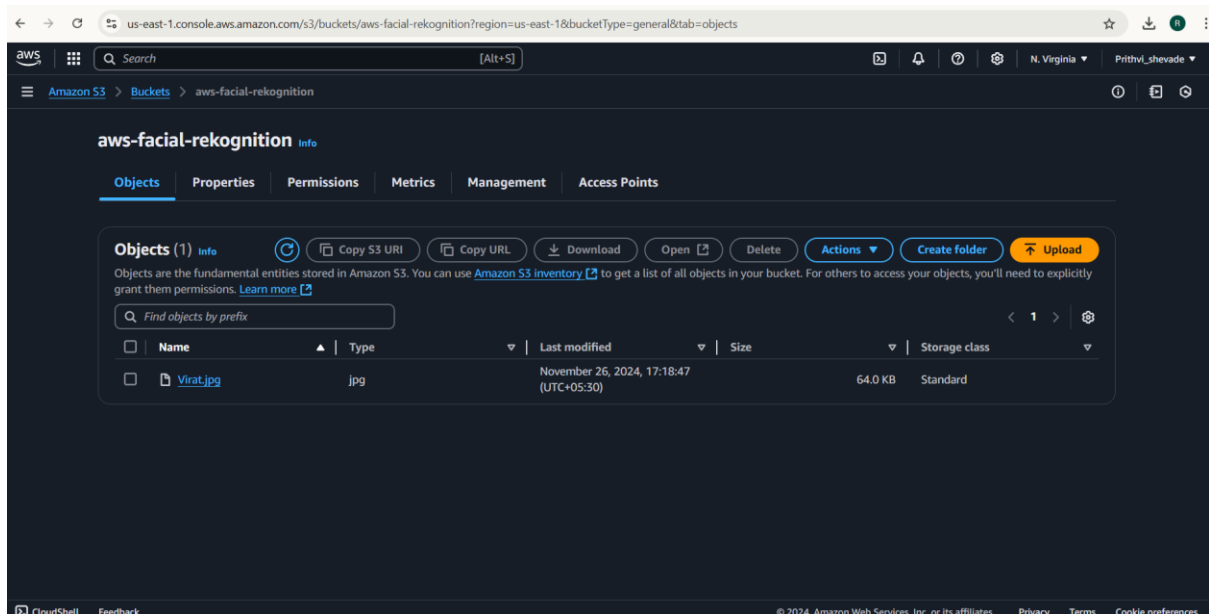 us-east-1.console.aws.amazon.com/s3/buckets/aws-facial-rekognition?region=us-east-1&bucketType=general&tab=objects
R
aws Search [Alt+S] N. Virginia Prithvi_shevade
Amazon S3 > Buckets > aws-facial-rekognition
aws-facial-rekognition Info
Objects Properties Permissions Metrics Management Access Points
Objects (1) Info Copy S3 URI Copy URL Download Open Delete Actions Create folder Upload
Objects are the fundamental entities stored in Amazon S3. You can use Amazon S3 inventory to get a list of all objects in your bucket. For others to access your objects, you'll need to explicitly
grant them permissions. Learn more
Find objects by prefix 1
Name Type Last modified Size Storage class
Virat.jpg jpg November 26, 2024, 17:18:47 (UTC+05:30) 64.0 KB Standard
CloudShell Feedback © 2024, Amazon Web Services, Inc. or its affiliates. Privacy Terms Cookie preferences